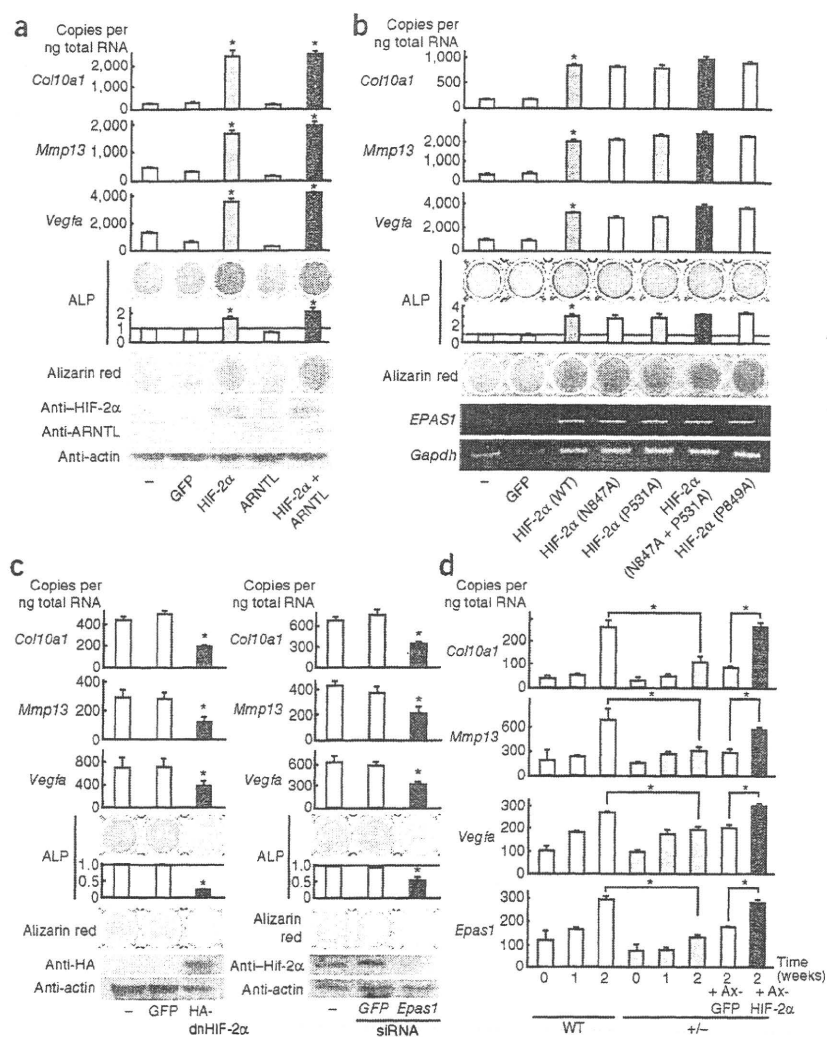 a
Copies per
ng total RNA
Col10a1
2,000
1,000
0
*
*
Mmp13
2,000
1,000
0
*
*
Vegfa
4,000
2,000
0
*
*
ALP
2
1
0
*
*
Alizarin red
Anti–HIF-2α
Anti-ARNTL
Anti-actin
–
GFP
HIF-2α
ARNTL
HIF-2α +
ARNTL
b
Copies per
ng total RNA
Col10a1
1,000
500
0
*
Mmp13
2,000
1,000
0
*
Vegfa
4,000
2,000
0
*
ALP
4
2
0
*
Alizarin red
EPAS1
Gapdh
–
GFP
HIF-2α (WT)
HIF-2α (N847A)
HIF-2α (P531A)
HIF-2α
(N847A + P531A)
HIF-2α (P849A)
c
Copies per
ng total RNA
Col10a1
400
200
0
*
Mmp13
400
200
0
*
Vegfa
800
400
0
*
ALP
1.0
0.5
0
*
Alizarin red
Anti-HA
Anti-actin
–
GFP
HA-
dnHIF-2α
Copies per
ng total RNA
Col10a1
600
300
0
*
Mmp13
400
200
0
*
Vegfa
600
300
0
*
ALP
1.0
0.5
0
*
Alizarin
red
Anti–Hif-2α
Anti-actin
–
GFP
Epas1
siRNA
d
Copies per
ng total RNA
Col10a1
200
100
0
*
*
Mmp13
600
300
0
*
*
Vegfa
300
200
100
0
*
*
Epas1
300
200
100
0
*
*
0
1
2
0
1
2
2
2
Time
(weeks)
+ Ax-
GFP
+ Ax-
HIF-2α
WT
+/–